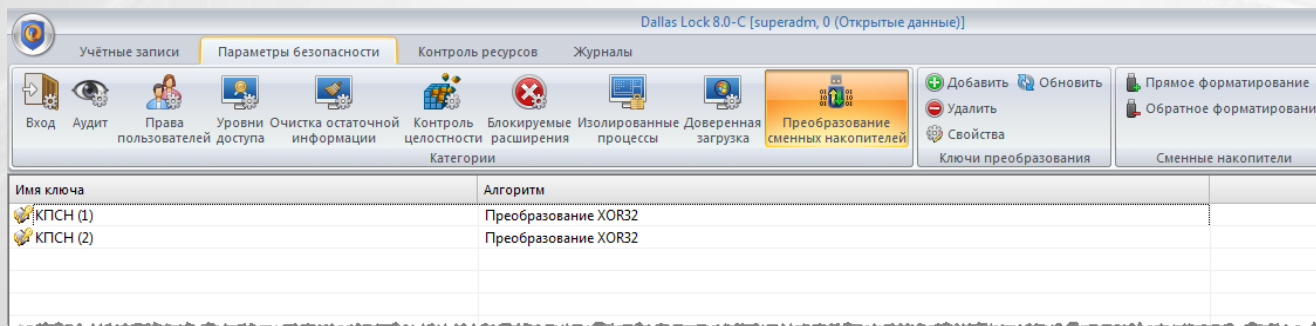 Dallas Lock 8.0-C [superadm, 0 (Открытые данные)]
Учётные записи Параметры безопасности Контроль ресурсов Журналы
Вход Аудит Права пользователей Уровни доступа Очистка остаточной информации Контроль целостности Блокируемые расширения Изолированные процессы Доверенная загрузка Преобразование сменных накопителей
Категории
Добавить Обновить
Удалить
Свойства
Ключи преобразования
Прямое форматирование
Обратное форматировани
Сменные накопители
Имя ключа Алгоритм
КПСН (1) Преобразование XOR32
КПСН (2) Преобразование XOR32